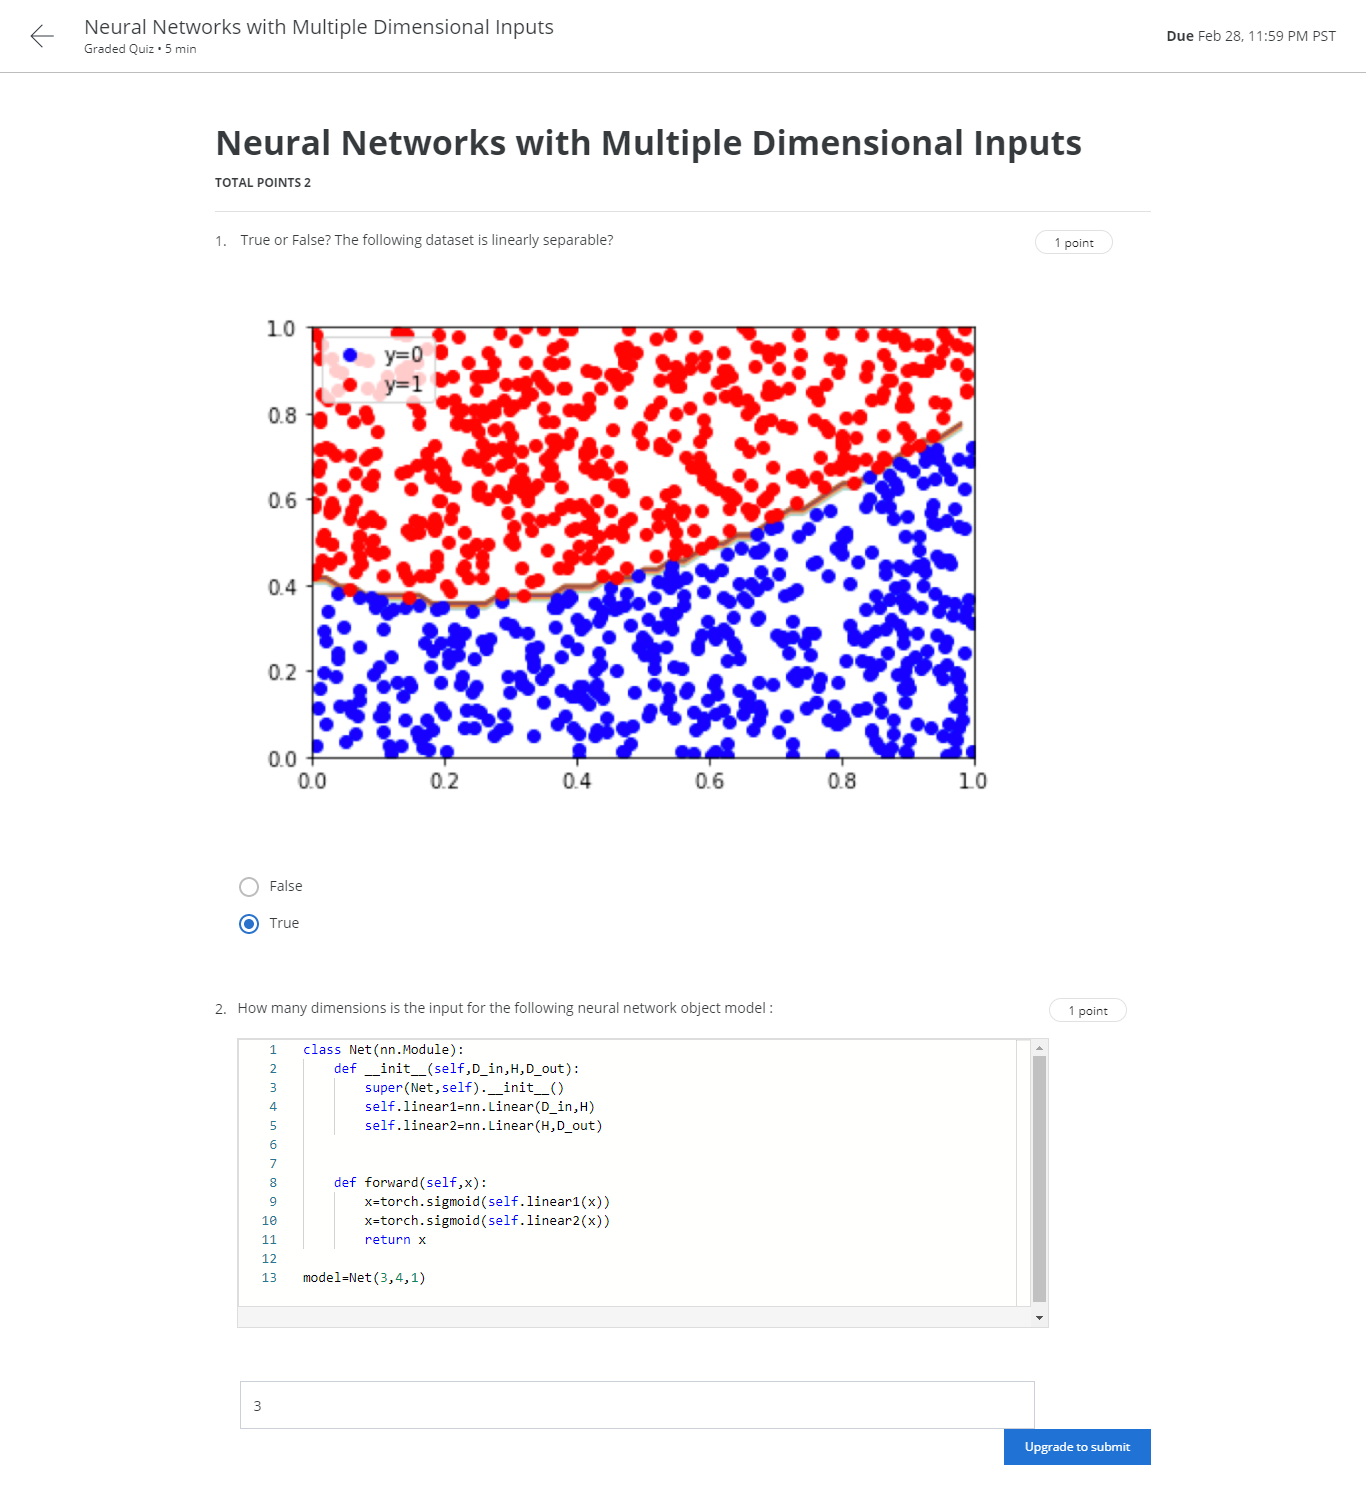 Neural Networks with Multiple Dimensional Inputs
Graded Quiz • 5 min
Due Feb 28, 11:59 PM PST
Neural Networks with Multiple Dimensional Inputs
TOTAL POINTS 2
1. True or False? The following dataset is linearly separable?
1 point
1.0
0.8
0.6
0.4
0.2
0.0
y=0
y=1
0.0 0.2 0.4 0.6 0.8 1.0
False
True
2. How many dimensions is the input for the following neural network object model :
1 point
1 class Net(nn.Module):
2 def __init__(self,D_in,H,D_out):
3 super(Net,self).__init__()
4 self.linear1=nn.Linear(D_in,H)
5 self.linear2=nn.Linear(H,D_out)
6
7
8 def forward(self,x):
9 x=torch.sigmoid(self.linear1(x))
10 x=torch.sigmoid(self.linear2(x))
11 return x
12
13 model=Net(3,4,1)
3
Upgrade to submit